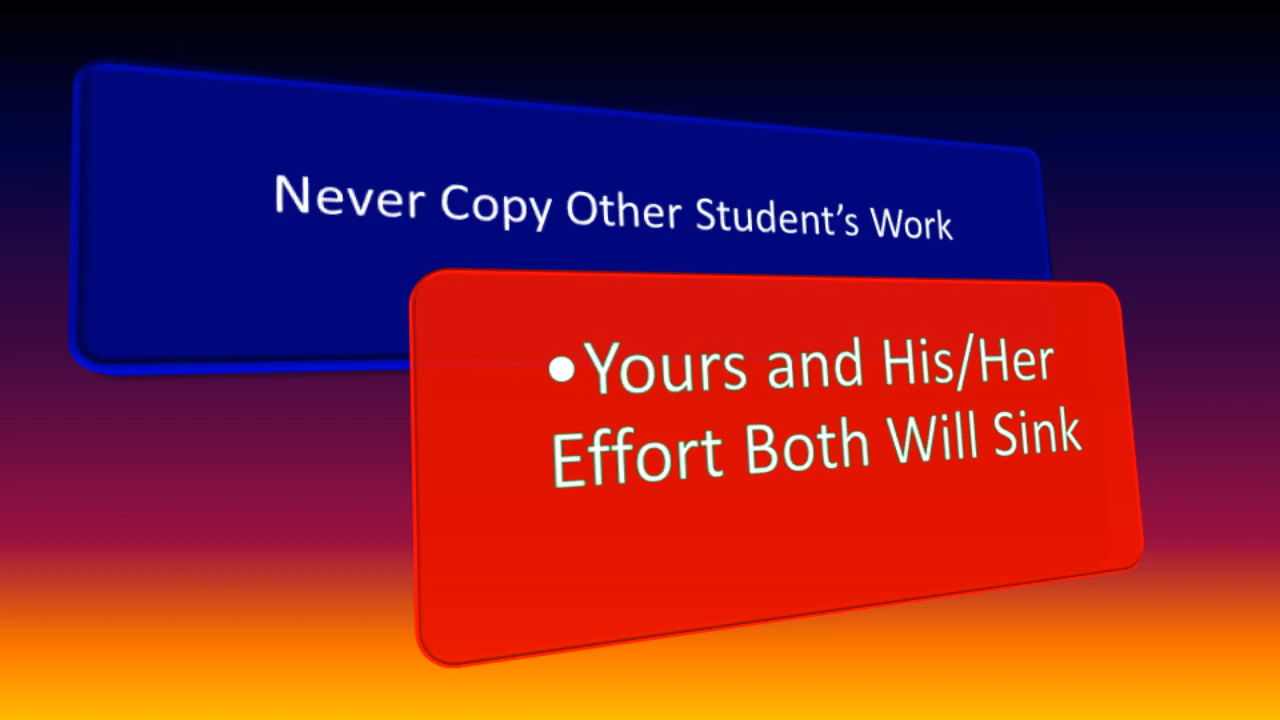 Never Copy Other Student’s Work
•Yours and His/Her
Effort Both Will Sink